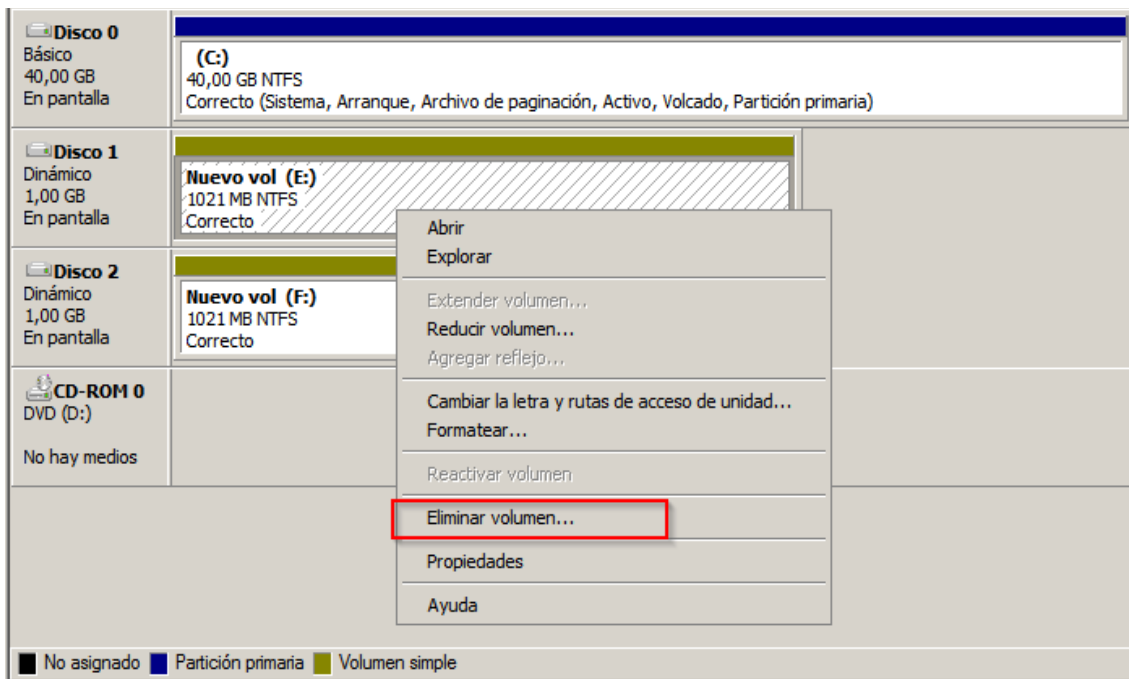 Disco 0
Básico
40,00 GB
En pantalla
(C:)
40,00 GB NTFS
Correcto (Sistema, Arranque, Archivo de paginación, Activo, Volcado, Partición primaria)
Disco 1
Dinámico
1,00 GB
En pantalla
Nuevo vol (E:)
1021 MB NTFS
Correcto
Disco 2
Dinámico
1,00 GB
En pantalla
Nuevo vol (F:)
1021 MB NTFS
Correcto
CD-ROM 0
DVD (D:)
No hay medios
Abrir
Explorar
Extender volumen...
Reducir volumen...
Agregar reflejo...
Cambiar la letra y rutas de acceso de unidad...
Formatear...
Reactivar volumen
Eliminar volumen...
Propiedades
Ayuda
No asignado Partición primaria Volumen simple